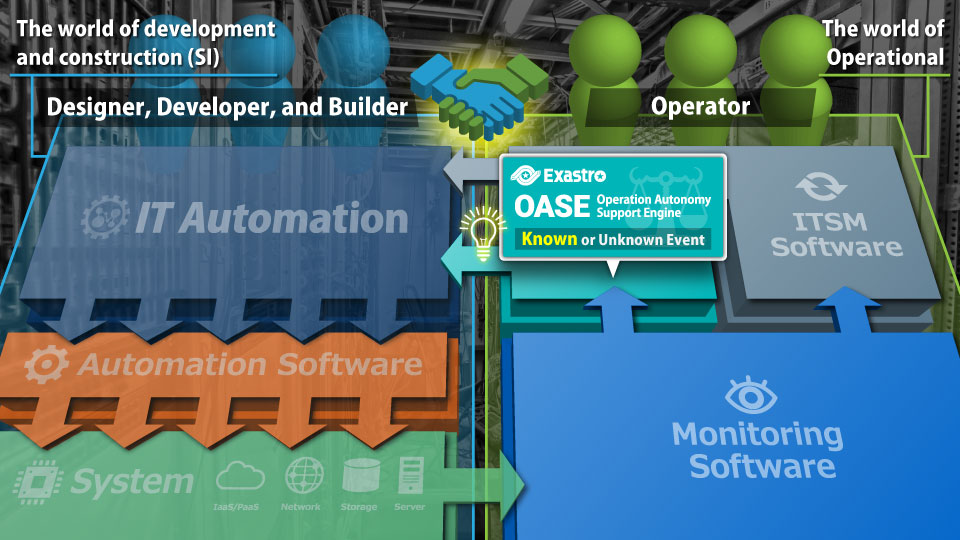 The world of development
and construction (SI)
The world of
Operational
Designer, Developer, and Builder
Operator
Exastro
OASE Operation Autonomy
Support Engine
Known or Unknown Event
IT Automation
ITSM
Software
Automation Software
Monitoring
Software
System
IaaS/PaaS
Network
Storage
Server